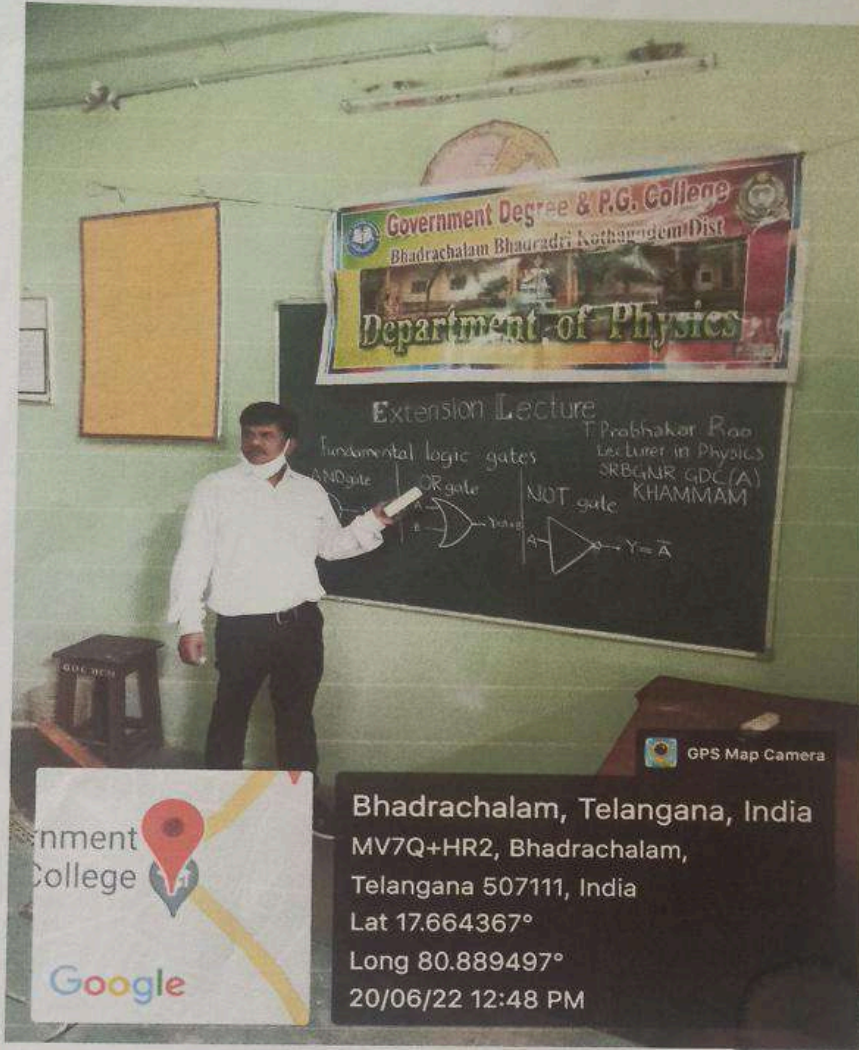 Government Degree & P.G. College
Bhadrachalam Bhadradri Kothagudem Dist
Department of Physics
Extension Lecture
T Prabhakar Rao
Lecturer in Physics
SRBGNR GDC(A)
KHAMMAM
Fundamental logic gates
AND gate
OR gate
A
B
NOT gate
A
Y = A̅
GPS Map Camera
nment
College
Google
Bhadrachalam, Telangana, India
MV7Q+HR2, Bhadrachalam,
Telangana 507111, India
Lat 17.664367°
Long 80.889497°
20/06/22 12:48 PM